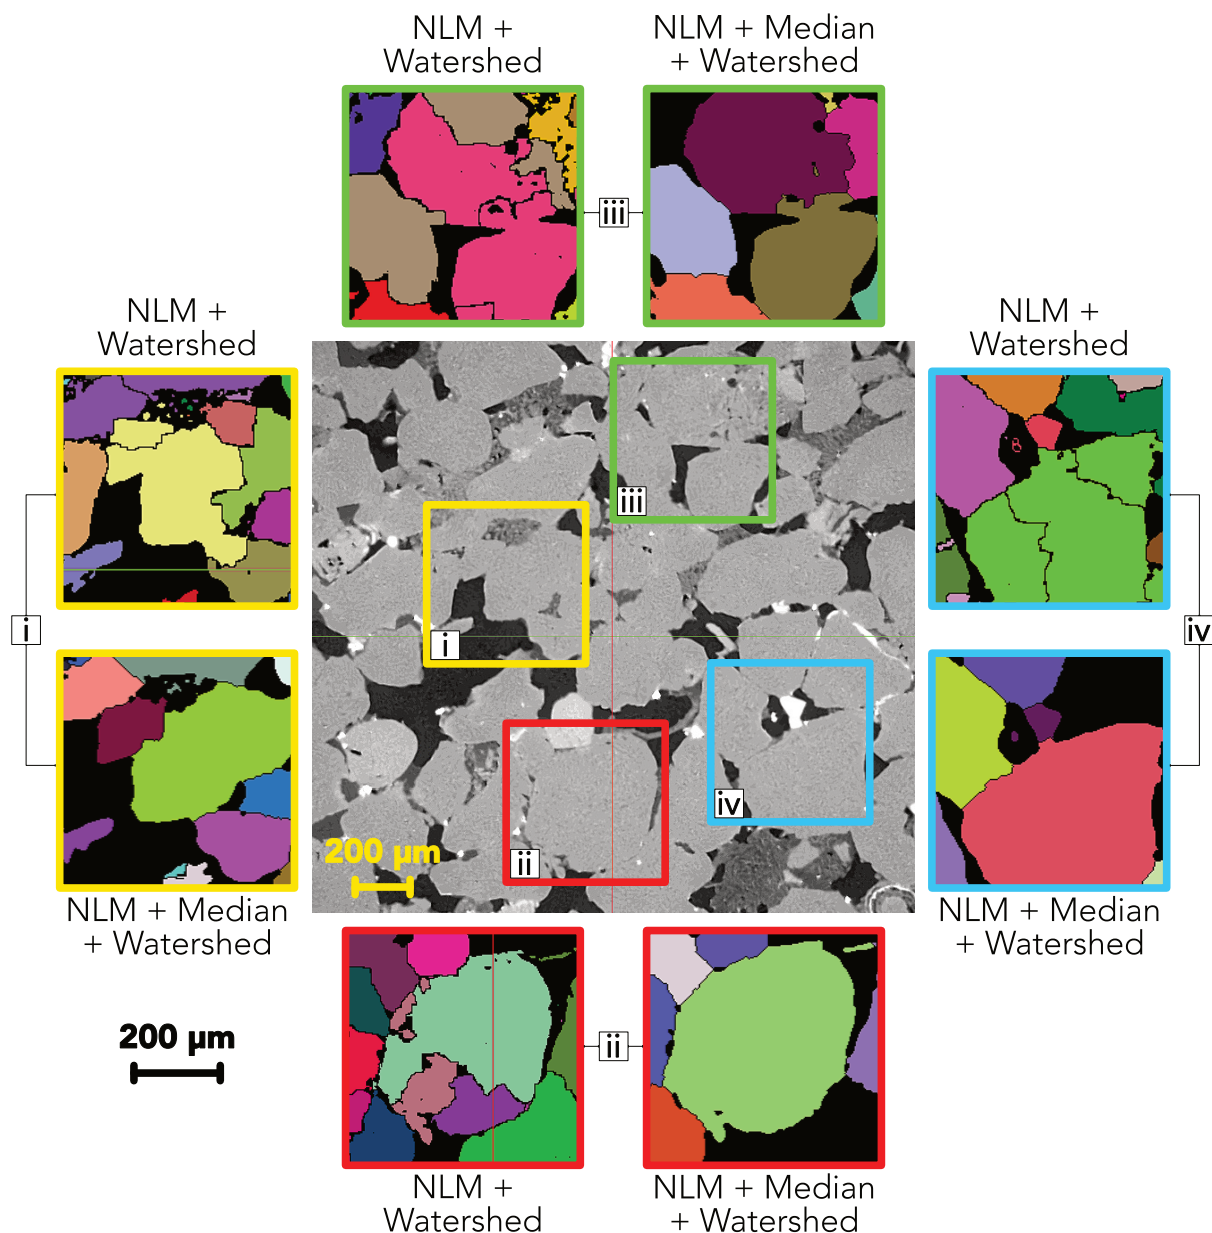 NLM +
Watershed
NLM + Median
+ Watershed
iii
NLM +
Watershed
NLM +
Watershed
iii
i
i
iv
iv
ii
200 µm
NLM + Median
+ Watershed
NLM + Median
+ Watershed
200 µm
ii
NLM +
Watershed
NLM + Median
+ Watershed